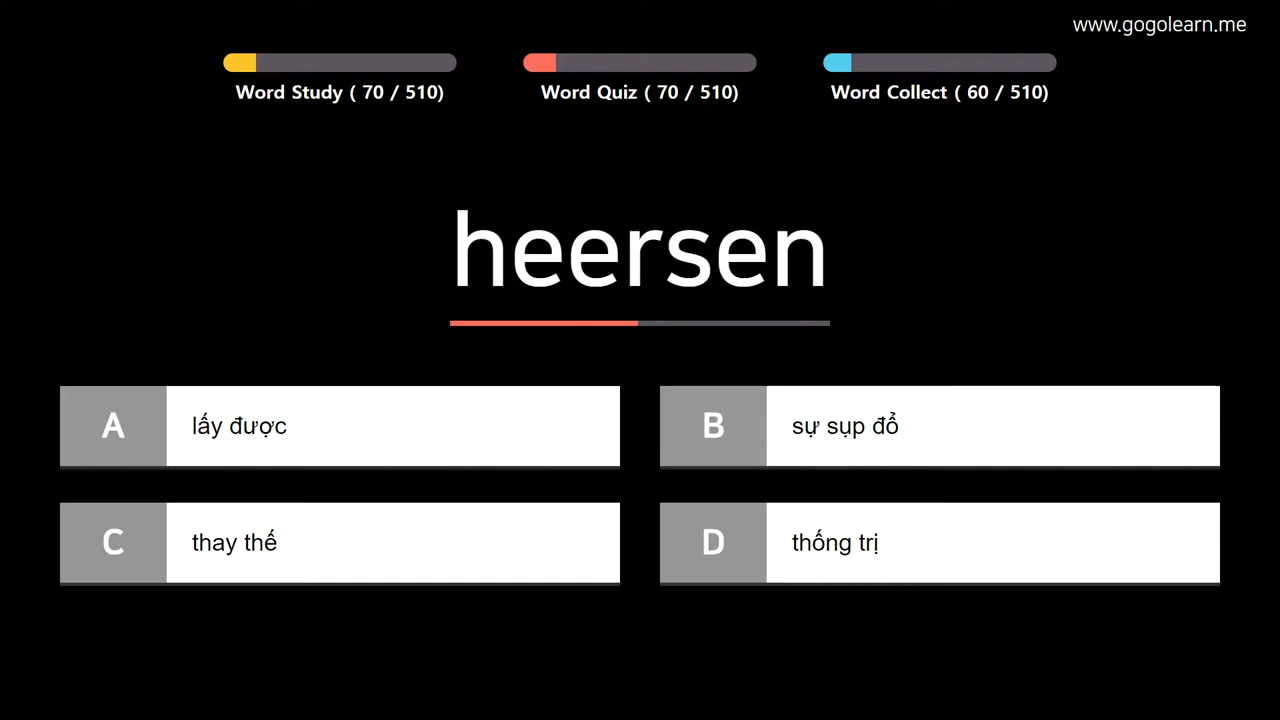 www.gogolearn.me
Word Study ( 70 / 510)
Word Quiz ( 70 / 510)
Word Collect ( 60 / 510)
heersen
A lấy được
B sự sụp đổ
C thay thế
D thống trị